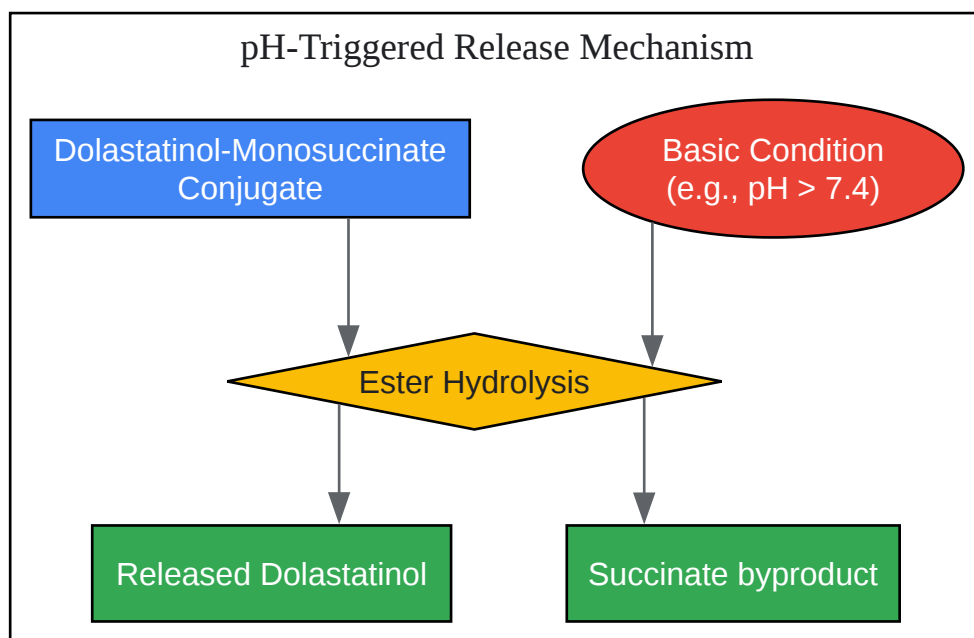 pH-Triggered Release Mechanism
Dolastatinol-Monosuccinate
Conjugate
Basic Condition
(e.g., pH > 7.4)
Ester Hydrolysis
Released Dolastatinol
Succinate byproduct